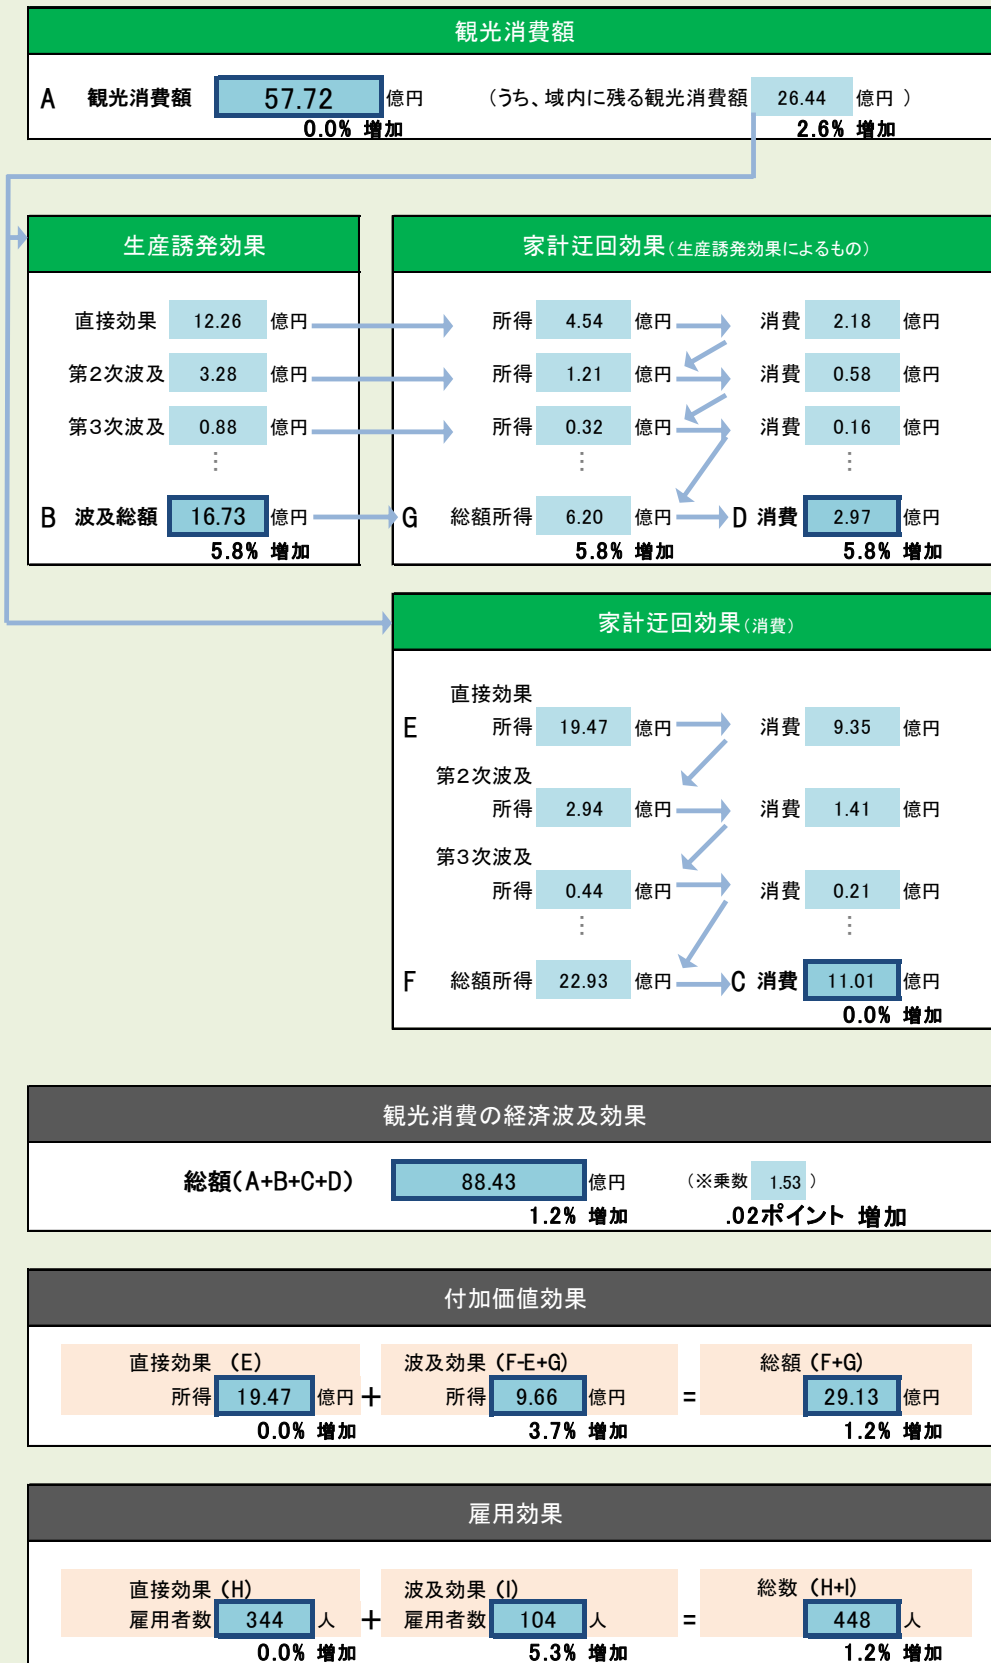 観光消費額
A 観光消費額 57.72 億円 （うち、域内に残る観光消費額 26.44 億円 ）
0.0% 増加 2.6% 増加
生産誘発効果 家計迂回効果（生産誘発効果によるもの）
直接効果 12.26 億円 所得 4.54 億円 消費 2.18 億円
第2次波及 3.28 億円 所得 1.21 億円 消費 0.58 億円
第3次波及 0.88 億円 所得 0.32 億円 消費 0.16 億円
⋮ ⋮ ⋮
B 波及総額 16.73 億円 G 総額所得 6.20 億円 D 消費 2.97 億円
5.8% 増加 5.8% 増加 5.8% 増加
家計迂回効果（消費）
直接効果
E 所得 19.47 億円 消費 9.35 億円
第2次波及
所得 2.94 億円 消費 1.41 億円
第3次波及
所得 0.44 億円 消費 0.21 億円
⋮ ⋮
F 総額所得 22.93 億円 C 消費 11.01 億円
0.0% 増加
観光消費の経済波及効果
総額（A+B+C+D） 88.43 億円 （※乗数 1.53 ）
1.2% 増加 .02ポイント 増加
付加価値効果
直接効果 （E） 波及効果（F-E+G） 総額（F+G）
所得 19.47 億円 + 所得 9.66 億円 = 29.13 億円
0.0% 増加 3.7% 増加 1.2% 増加
雇用効果
直接効果（H） 波及効果（I） 総数（H+I）
雇用者数 344 人 + 雇用者数 104 人 = 448 人
0.0% 増加 5.3% 増加 1.2% 増加